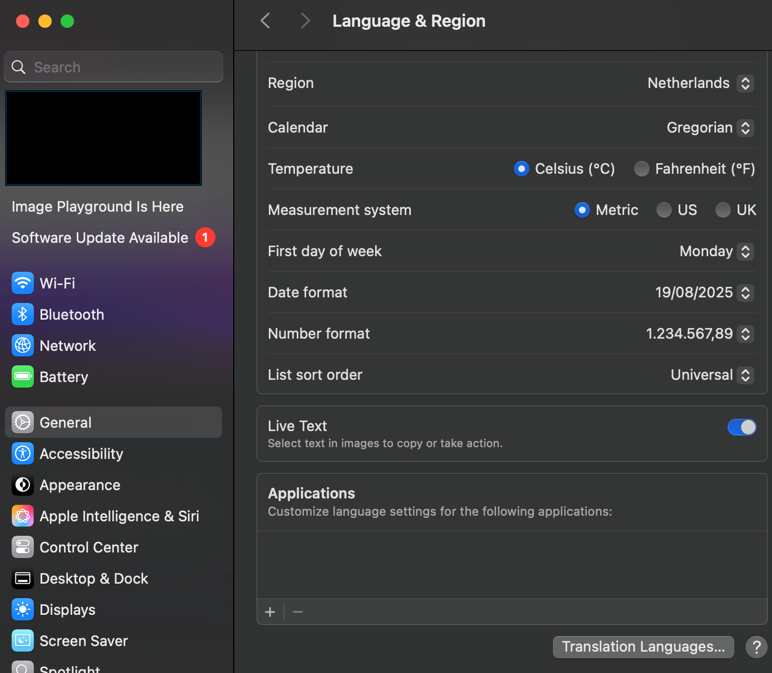 Language & Region
Search
Image Playground Is Here
Software Update Available 1
Wi-Fi
Bluetooth
Network
Battery
General
Accessibility
Appearance
Apple Intelligence & Siri
Control Center
Desktop & Dock
Displays
Screen Saver
Spotlight
Region Netherlands
Calendar Gregorian
Temperature Celsius (°C) Fahrenheit (°F)
Measurement system Metric US UK
First day of week Monday
Date format 19/08/2025
Number format 1.234.567,89
List sort order Universal
Live Text
Select text in images to copy or take action.
Applications
Customize language settings for the following applications:
+ −
Translation Languages... ?